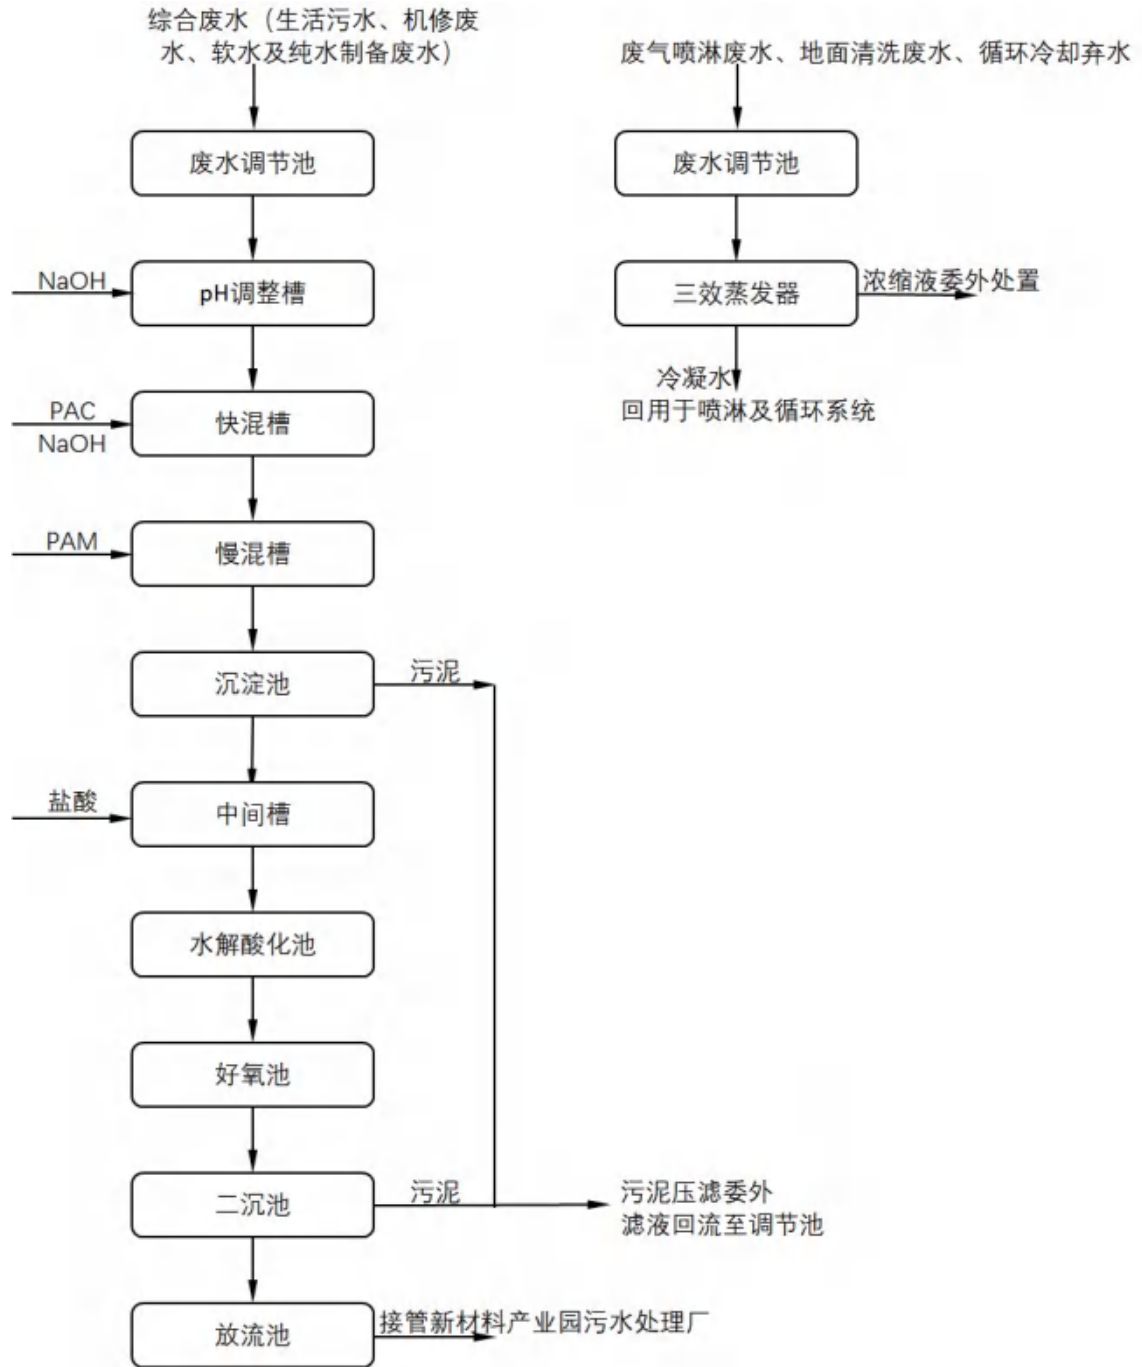 综合废水（生活污水、机修废
水、软水及纯水制备废水）
废水调节池
NaOH
pH调整槽
PAC
NaOH
快混槽
PAM
慢混槽
沉淀池
污泥
盐酸
中间槽
水解酸化池
好氧池
二沉池
污泥
污泥压滤委外
滤液回流至调节池
放流池
接管新材料产业园污水处理厂
废气喷淋废水、地面清洗废水、循环冷却弃水
废水调节池
三效蒸发器
浓缩液委外处置
冷凝水
回用于喷淋及循环系统